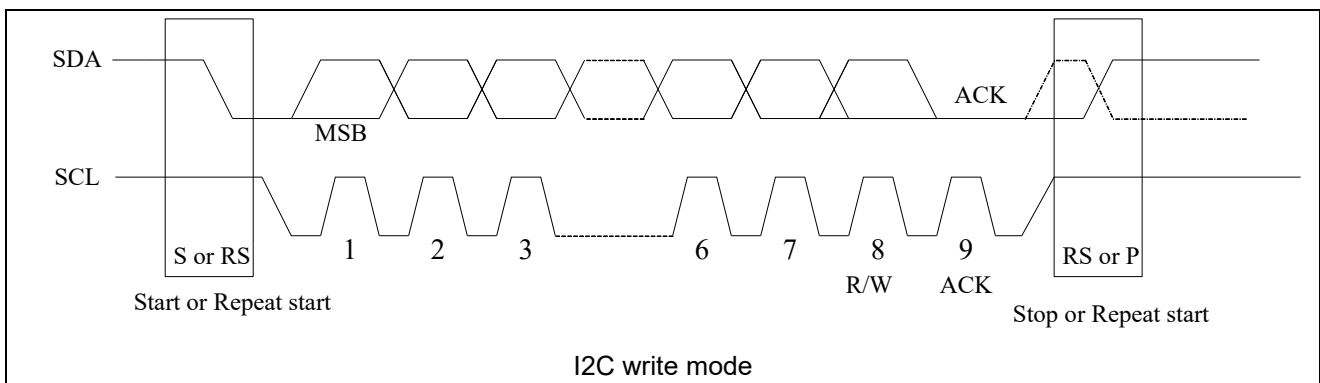 SDA
ACK
MSB
SCL
1 2 3 6 7 8 9
S or RS
RS or P
R/W ACK
Start or Repeat start
Stop or Repeat start
I2C write mode